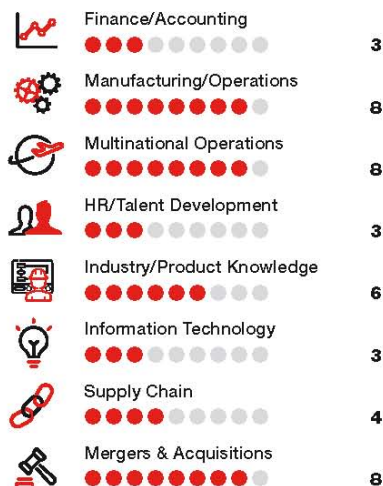 Finance/Accounting
3
Manufacturing/Operations
8
Multinational Operations
8
HR/Talent Development
3
Industry/Product Knowledge
6
Information Technology
3
Supply Chain
4
Mergers & Acquisitions
8